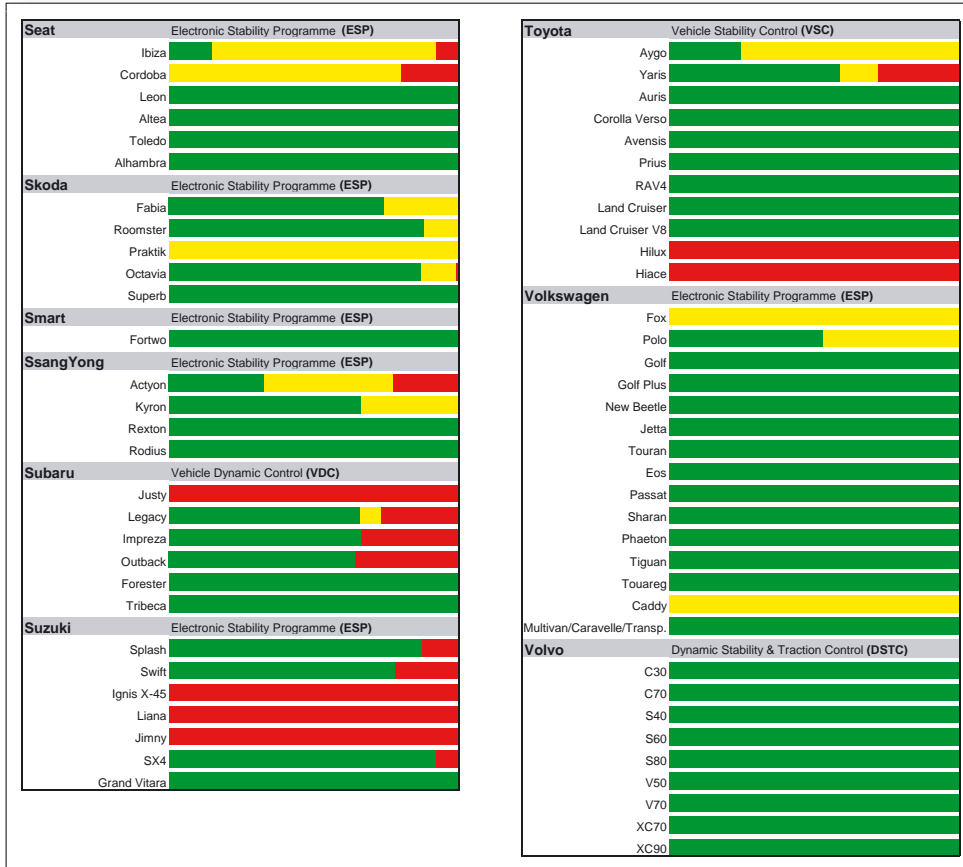 Seat Electronic Stability Programme (ESP)
Ibiza
Cordoba
Leon
Altea
Toledo
Alhambra
Skoda Electronic Stability Programme (ESP)
Fabia
Roomster
Praktik
Octavia
Superb
Smart Electronic Stability Programme (ESP)
Fortwo
SsangYong Electronic Stability Programme (ESP)
Actyon
Kyron
Rexton
Rodius
Subaru Vehicle Dynamic Control (VDC)
Justy
Legacy
Impreza
Outback
Forester
Tribeca
Suzuki Electronic Stability Programme (ESP)
Splash
Swift
Ignis X-45
Liana
Jimny
SX4
Grand Vitara
Toyota Vehicle Stability Control (VSC)
Aygo
Yaris
Auris
Corolla Verso
Avensis
Prius
RAV4
Land Cruiser
Land Cruiser V8
Hilux
Hiace
Volkswagen Electronic Stability Programme (ESP)
Fox
Polo
Golf
Golf Plus
New Beetle
Jetta
Touran
Eos
Passat
Sharan
Phaeton
Tiguan
Touareg
Caddy
Multivan/Caravelle/Transp.
Volvo Dynamic Stability & Traction Control (DSTC)
C30
C70
S40
S60
S80
V50
V70
XC70
XC90